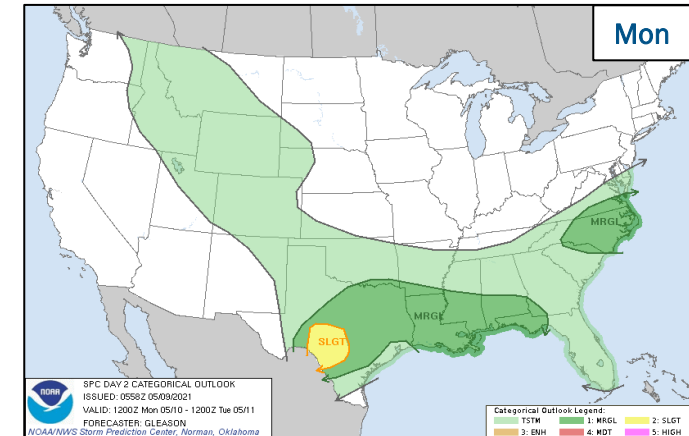 Mon
MRGL
MRGL
SLGT
NOAA
SPC DAY 2 CATEGORICAL OUTLOOK
ISSUED: 0558Z 05/09/2021
VALID: 1200Z Mon 05/10 - 1200Z Tue 05/11
FORECASTER: GLEASON
NOAA/NWS Storm Prediction Center, Norman, Oklahoma
Categorical Outlook Legend:
TSTM 1: MRGL 2: SLGT
3: ENH 4: MDT 5: HIGH